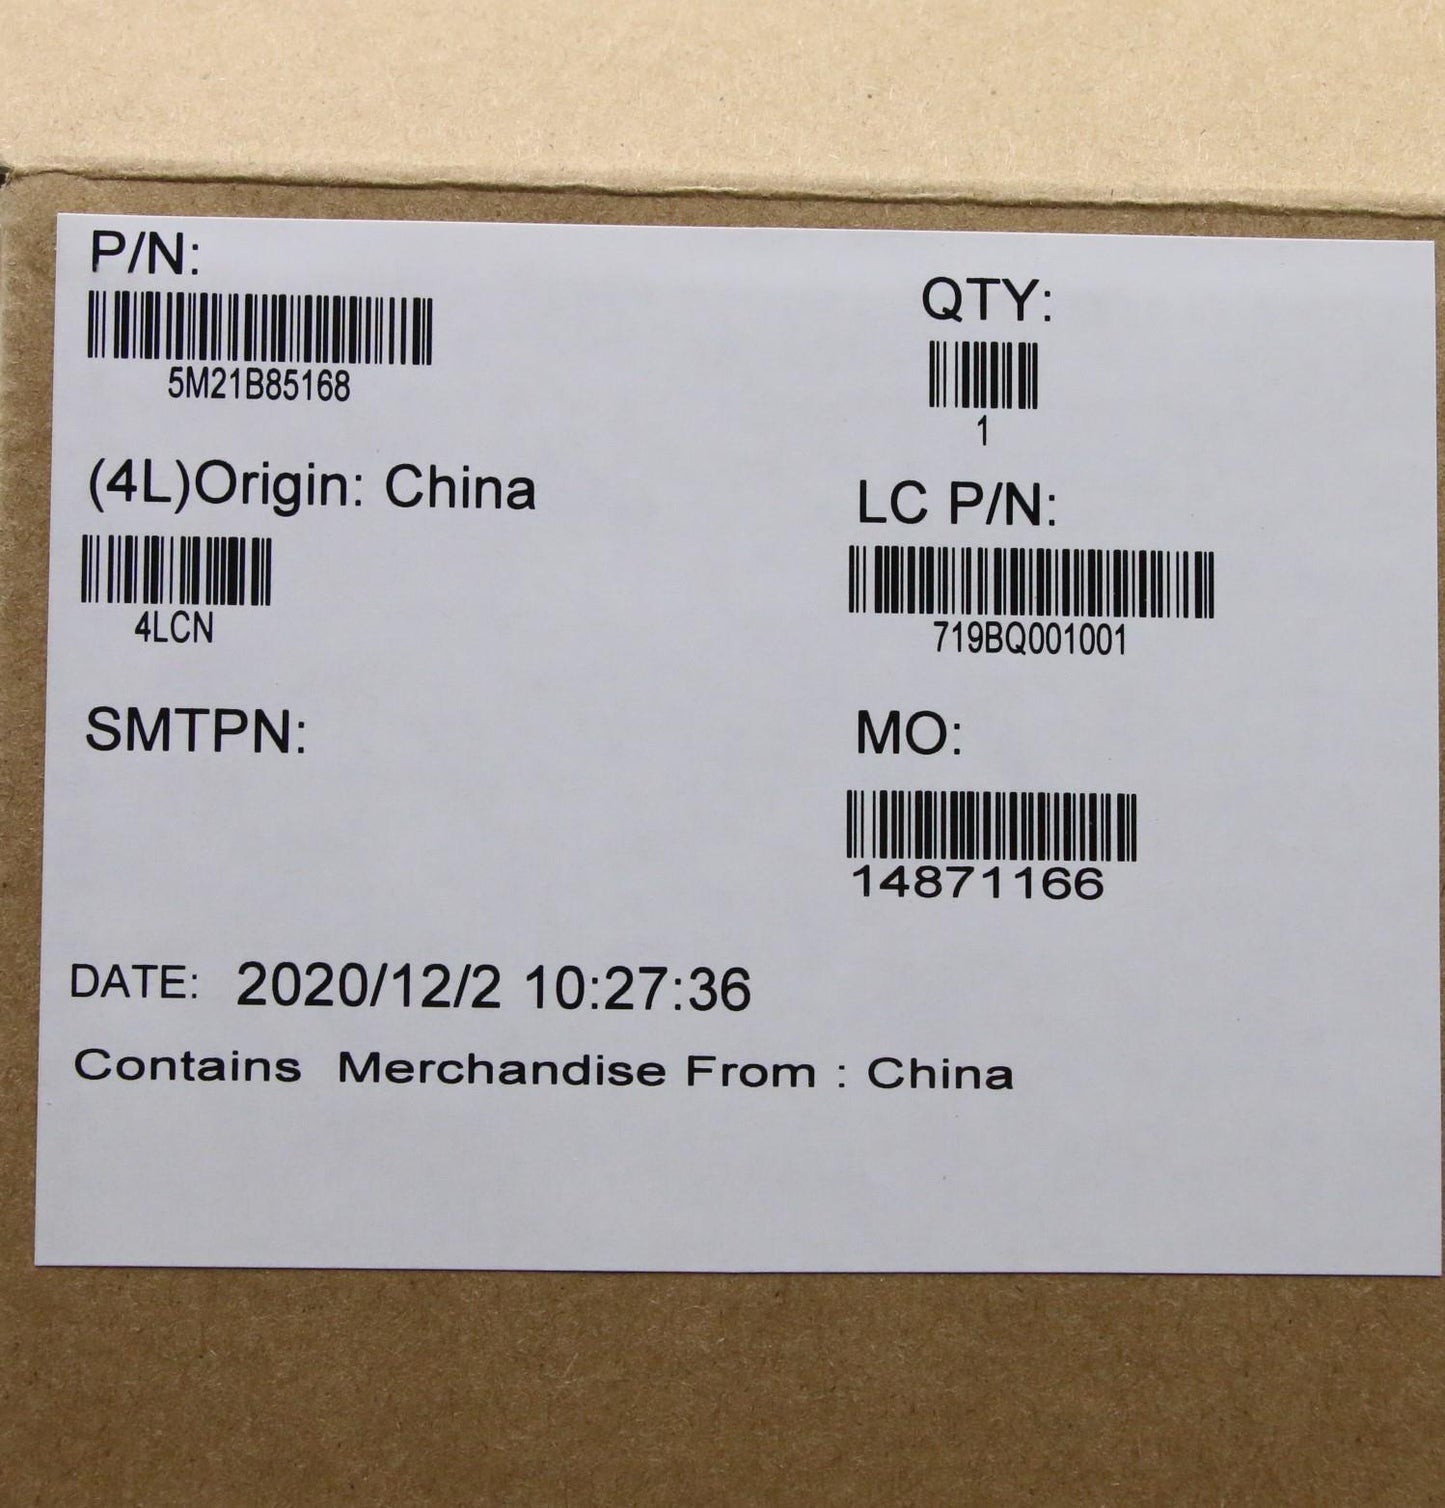 P/N:
5M21B85168
QTY:
1
(4L)Origin: China
4LCN
LC P/N:
719BQ001001
SMTPN:
MO:
14871166
DATE: 2020/12/2 10:27:36
Contains Merchandise From : China